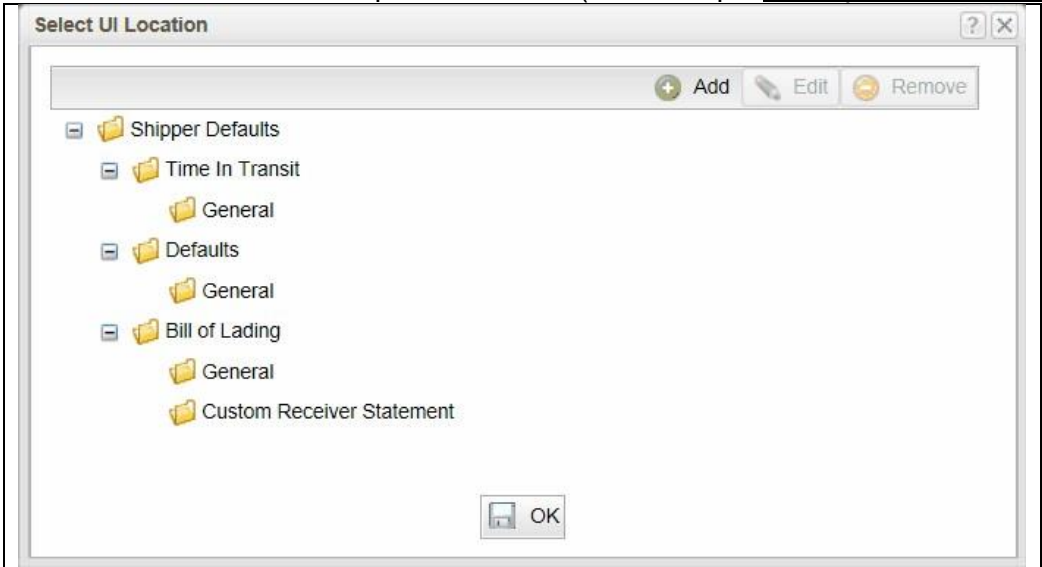 Select UI Location
Add Edit Remove
Shipper Defaults
Time In Transit
General
Defaults
General
Bill of Lading
General
Custom Receiver Statement
OK